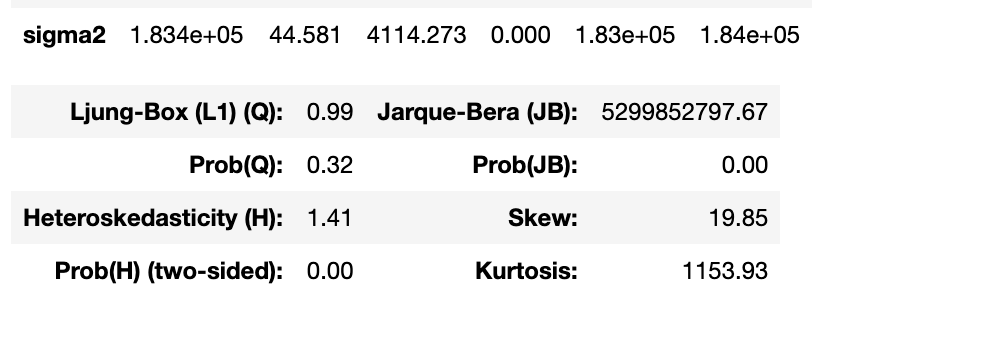 sigma2 1.834e+05 44.581 4114.273 0.000 1.83e+05 1.84e+05
Ljung-Box (L1) (Q): 0.99 Jarque-Bera (JB): 5299852797.67
Prob(Q): 0.32 Prob(JB): 0.00
Heteroskedasticity (H): 1.41 Skew: 19.85
Prob(H) (two-sided): 0.00 Kurtosis: 1153.93